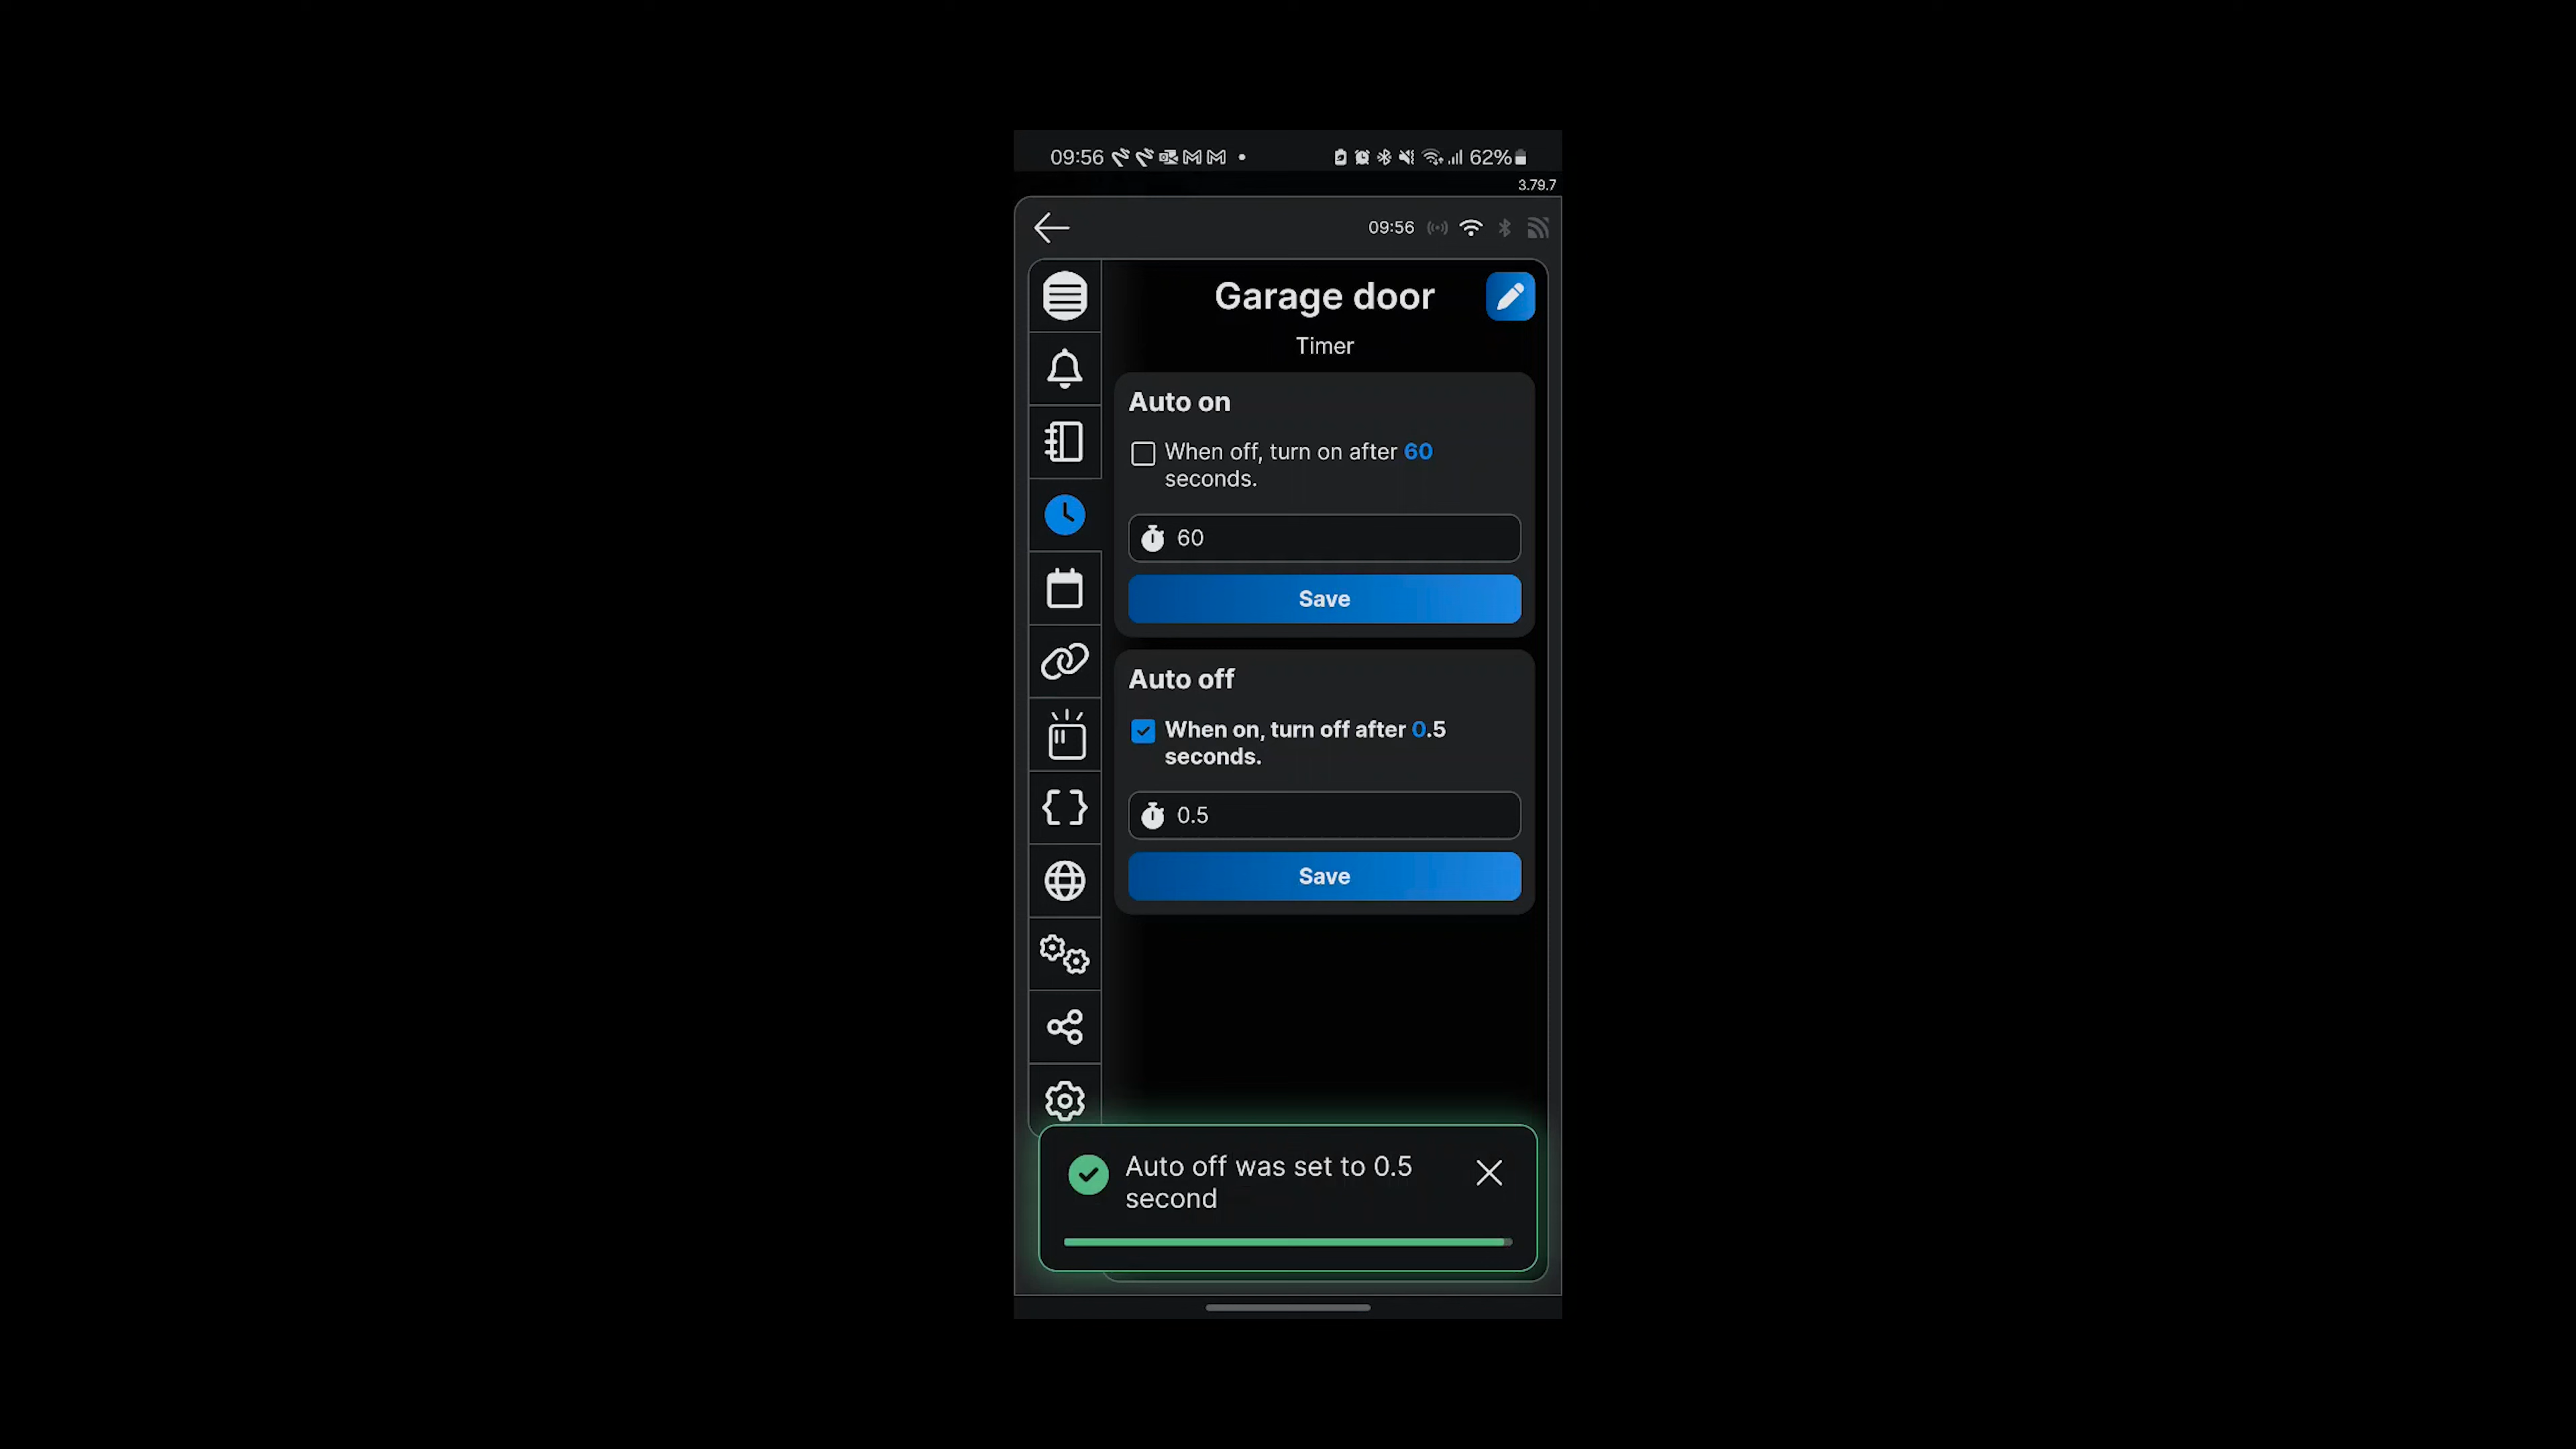 09:56
62%
3.79.7
09:56
Garage door
Timer
Auto on
When off, turn on after 60
seconds.
60
Save
Auto off
When on, turn off after 0.5
seconds.
0.5
Save
Auto off was set to 0.5
second